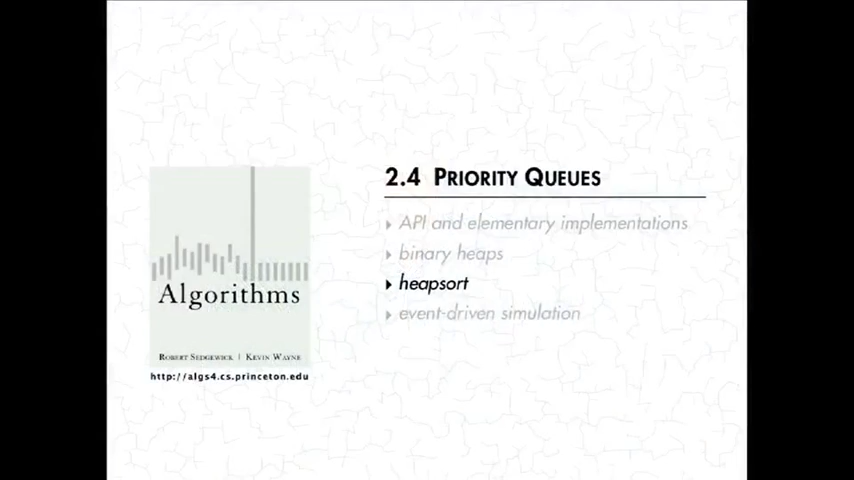 2.4 PRIORITY QUEUES
▸ API and elementary implementations
▸ binary heaps
▸ heapsort
▸ event-driven simulation
Algorithms
ROBERT SEDGEWICK | KEVIN WAYNE
http://algs4.cs.princeton.edu